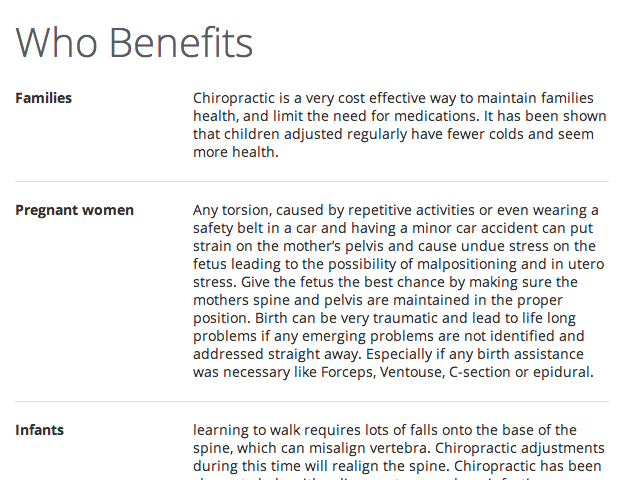 Who Benefits
Families
Chiropractic is a very cost effective way to maintain families
health, and limit the need for medications. It has been shown
that children adjusted regularly have fewer colds and seem
more health.
Pregnant women
Any torsion, caused by repetitive activities or even wearing a
safety belt in a car and having a minor car accident can put
strain on the mother’s pelvis and cause undue stress on the
fetus leading to the possibility of malpositioning and in utero
stress. Give the fetus the best chance by making sure the
mothers spine and pelvis are maintained in the proper
position. Birth can be very traumatic and lead to life long
problems if any emerging problems are not identified and
addressed straight away. Especially if any birth assistance
was necessary like Forceps, Ventouse, C-section or epidural.
Infants
learning to walk requires lots of falls onto the base of the
spine, which can misalign vertebra. Chiropractic adjustments
during this time will realign the spine. Chiropractic has been